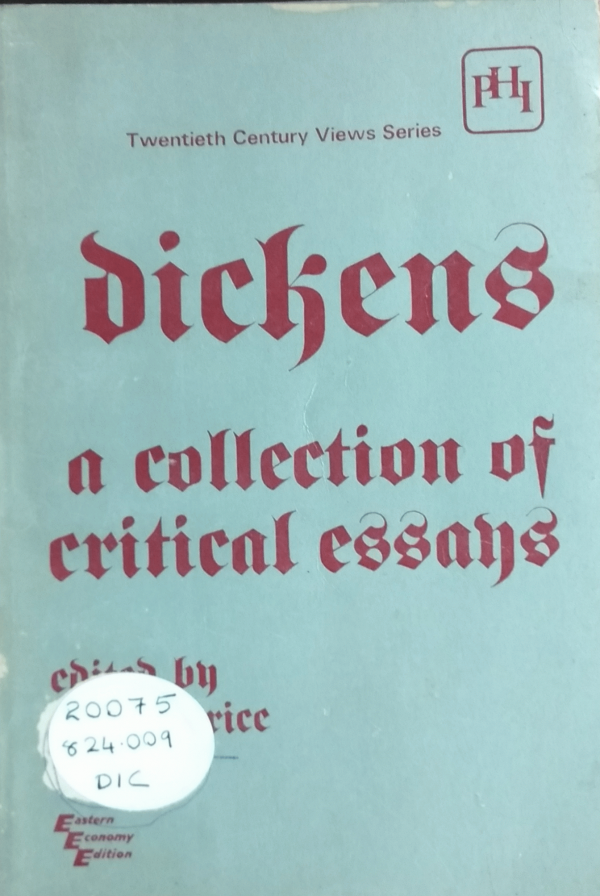 PHI
Twentieth Century Views Series
dickens
a collection of
critical essays
edited by
rice
20075
824.009
DIC
Eastern
Economy
Edition